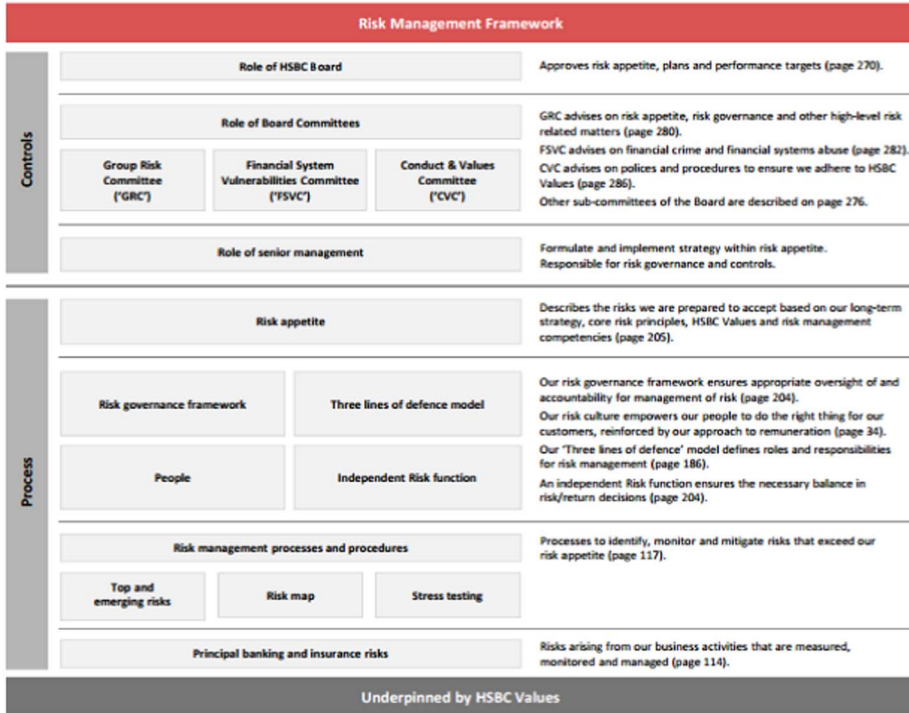 Risk Management Framework
Controls
Role of HSBC Board
Approves risk appetite, plans and performance targets (page 270).
Role of Board Committees
Group Risk
Committee
('GRC')
Financial System
Vulnerabilities Committee
('FSVC')
Conduct & Values
Committee
('CVC')
GRC advises on risk appetite, risk governance and other high-level risk
related matters (page 280).
FSVC advises on financial crime and financial systems abuse (page 282).
CVC advises on polices and procedures to ensure we adhere to HSBC
Values (page 286).
Other sub-committees of the Board are described on page 276.
Role of senior management
Formulate and implement strategy within risk appetite.
Responsible for risk governance and controls.
Process
Risk appetite
Describes the risks we are prepared to accept based on our long-term
strategy, core risk principles, HSBC Values and risk management
competencies (page 205).
Risk governance framework
Three lines of defence model
People
Independent Risk function
Our risk governance framework ensures appropriate oversight of and
accountability for management of risk (page 204).
Our risk culture empowers our people to do the right thing for our
customers, reinforced by our approach to remuneration (page 34).
Our 'Three lines of defence' model defines roles and responsibilities
for risk management (page 186).
An independent Risk function ensures the necessary balance in
risk/return decisions (page 204).
Risk management processes and procedures
Top and
emerging risks
Risk map
Stress testing
Processes to identify, monitor and mitigate risks that exceed our
risk appetite (page 117).
Principal banking and insurance risks
Risks arising from our business activities that are measured,
monitored and managed (page 114).
Underpinned by HSBC Values